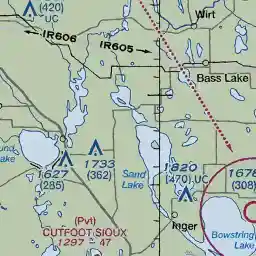 (420)
UC
Wirt
IR606
IR605
Bass Lake
1733
(362)
1627
(285)
Sand
Lake
1820
(470) UC
1678
(308)
Lake
(Pvt)
CUTFOOT SIOUX
1297 - 47
Inger
Bowstring
Lake